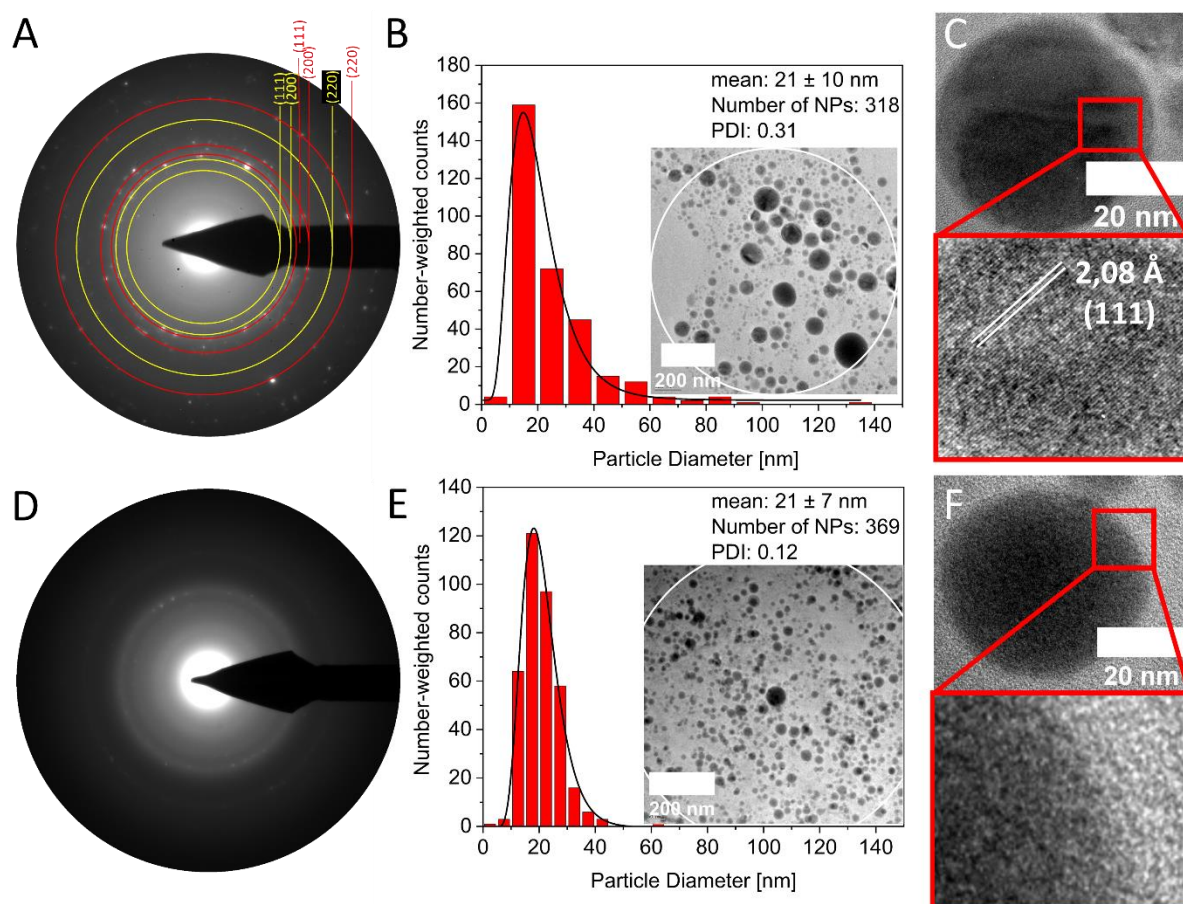 A
(111)
(200)
(220)
(111)
(200)
(220)
B
180
160
140
120
100
80
60
40
20
0
0 20 40 60 80 100 120 140
Number-weighted counts
Particle Diameter [nm]
mean: 21 ± 10 nm
Number of NPs: 318
PDI: 0.31
200 nm
C
20 nm
2,08 Å
(111)
D
E
140
120
100
80
60
40
20
0
0 20 40 60 80 100 120 140
Number-weighted counts
Particle Diameter [nm]
mean: 21 ± 7 nm
Number of NPs: 369
PDI: 0.12
200 nm
F
20 nm